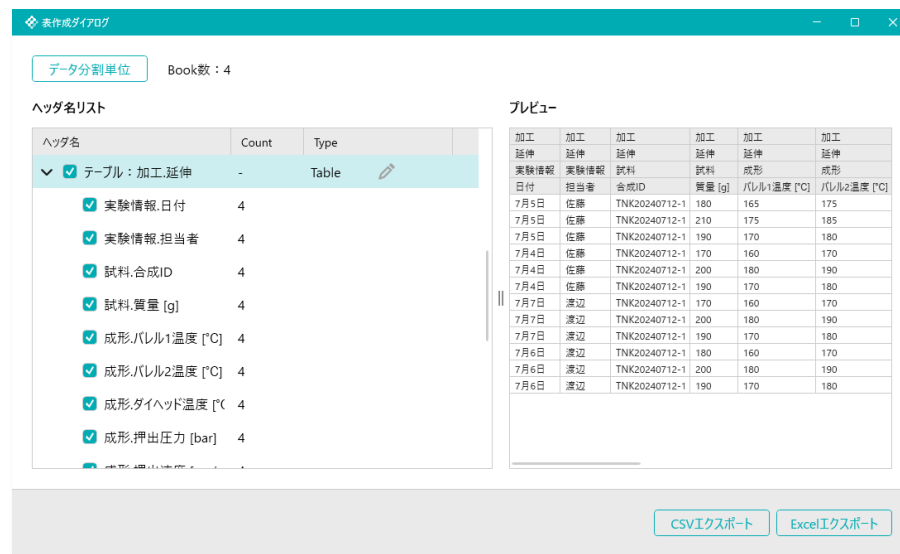 表作成ダイアログ
データ分割単位 Book数：4
ヘッダ名リスト
ヘッダ名 Count Type
テーブル：加工.延伸 - Table
実験情報.日付 4
実験情報.担当者 4
試料.合成ID 4
試料.質量 [g] 4
成形.バレル1温度 [°C] 4
成形.バレル2温度 [°C] 4
成形.ダイヘッド温度 [°( 4
成形.押出圧力 [bar] 4
プレビュー
加工 加工 加工 加工 加工 加工
延伸 延伸 延伸 延伸 延伸 延伸
実験情報 実験情報 試料 試料 成形 成形
日付 担当者 合成ID 質量 [g] バレル1温度 [°C] バレル2温度 [°C]
7月5日 佐藤 TNK20240712-1 180 165 175
7月5日 佐藤 TNK20240712-1 210 175 185
7月5日 佐藤 TNK20240712-1 190 170 180
7月4日 佐藤 TNK20240712-1 170 160 170
7月4日 佐藤 TNK20240712-1 200 180 190
7月4日 佐藤 TNK20240712-1 190 170 180
7月7日 渡辺 TNK20240712-1 170 160 170
7月7日 渡辺 TNK20240712-1 200 180 190
7月7日 渡辺 TNK20240712-1 190 170 180
7月6日 渡辺 TNK20240712-1 180 160 170
7月6日 渡辺 TNK20240712-1 200 180 190
7月6日 渡辺 TNK20240712-1 190 170 180
CSVエクスポート Excelエクスポート